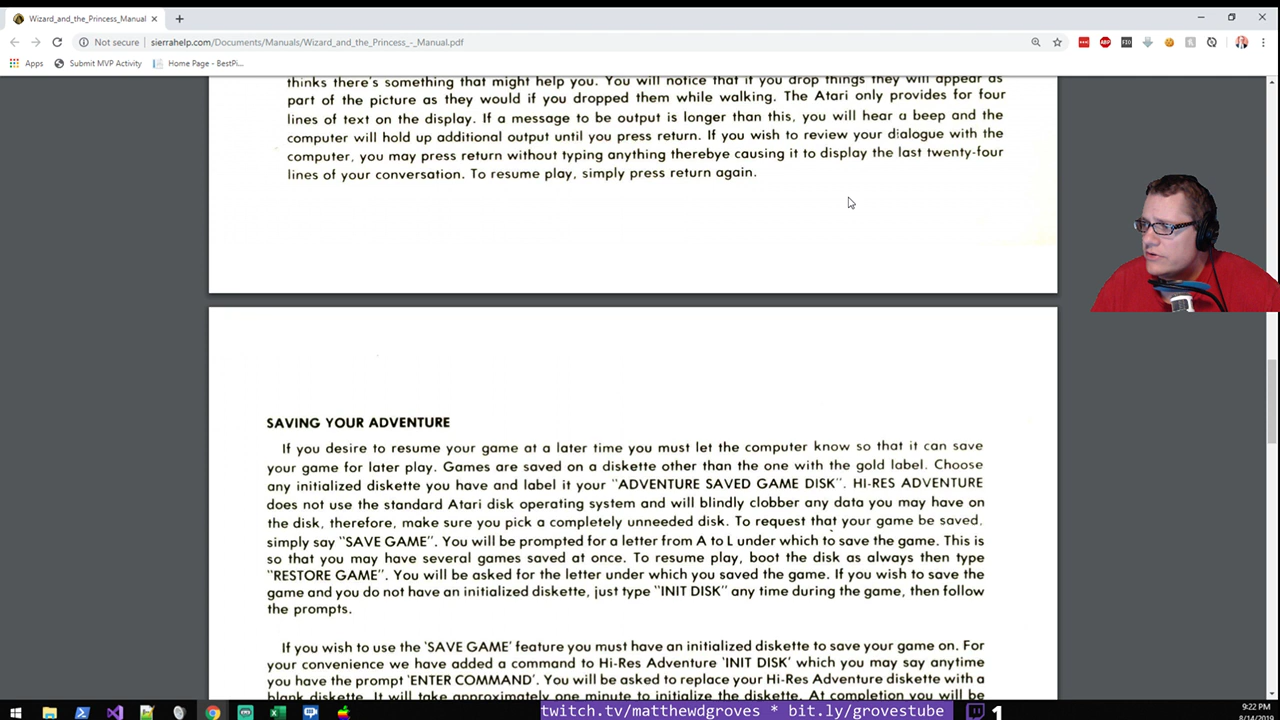 Wizard_and_the_Princess_Manual
Not secure | sierrahelp.com/Documents/Manuals/Wizard_and_the_Princess_-_Manual.pdf
Apps Submit MVP Activity Home Page - BestPi...
thinks there's something that might help you. You will notice that if you drop things they will appear as
part of the picture as they would if you dropped them while walking. The Atari only provides for four
lines of text on the display. If a message to be output is longer than this, you will hear a beep and the
computer will hold up additional output until you press return. If you wish to review your dialogue with the
computer, you may press return without typing anything therebye causing it to display the last twenty-four
lines of your conversation. To resume play, simply press return again.
SAVING YOUR ADVENTURE
If you desire to resume your game at a later time you must let the computer know so that it can save
your game for later play. Games are saved on a diskette other than the one with the gold label. Choose
any initialized diskette you have and label it your "ADVENTURE SAVED GAME DISK". HI-RES ADVENTURE
does not use the standard Atari disk operating system and will blindly clobber any data you may have on
the disk, therefore, make sure you pick a completely unneeded disk. To request that your game be saved,
simply say "SAVE GAME". You will be prompted for a letter from A to L under which to save the game. This is
so that you may have several games saved at once. To resume play, boot the disk as always then type
"RESTORE GAME". You will be asked for the letter under which you saved the game. If you wish to save the
game and you do not have an initialized diskette, just type "INIT DISK" any time during the game, then follow
the prompts.
If you wish to use the 'SAVE GAME' feature you must have an initialized diskette to save your game on. For
your convenience we have added a command to Hi-Res Adventure 'INIT DISK' which you may say anytime
you have the prompt 'ENTER COMMAND'. You will be asked to replace your Hi-Res Adventure diskette with a
blank diskette. It will take approximately one minute to initialize the diskette. At completion you will be
twitch.tv/matthewdgroves * bit.ly/grovestube 1
9:22 PM